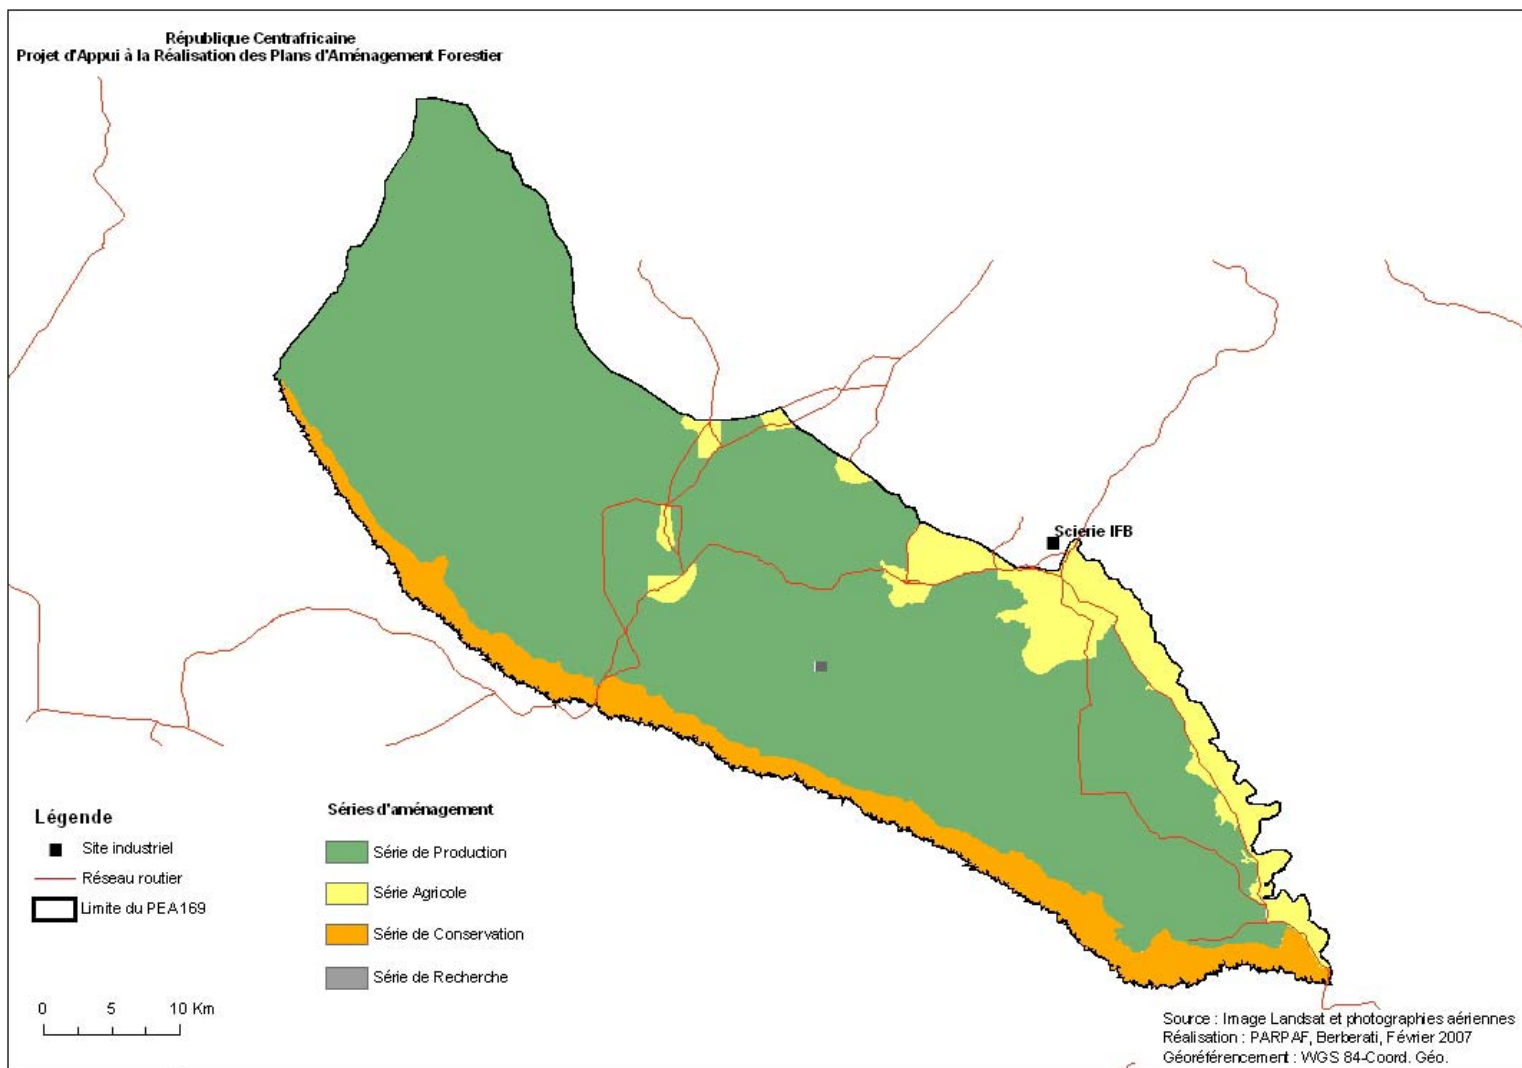 République Centrafricaine
Projet d'Appui à la Réalisation des Plans d'Aménagement Forestier
Scierie IFB
Légende
Site industriel
Réseau routier
Limite du PEA169
Séries d'aménagement
Série de Production
Série Agricole
Série de Conservation
Série de Recherche
0 5 10 Km
Source : Image Landsat et photographies aériennes
Réalisation : PARPAF, Berberati, Février 2007
Géoréférencement : WGS 84-Coord. Géo.